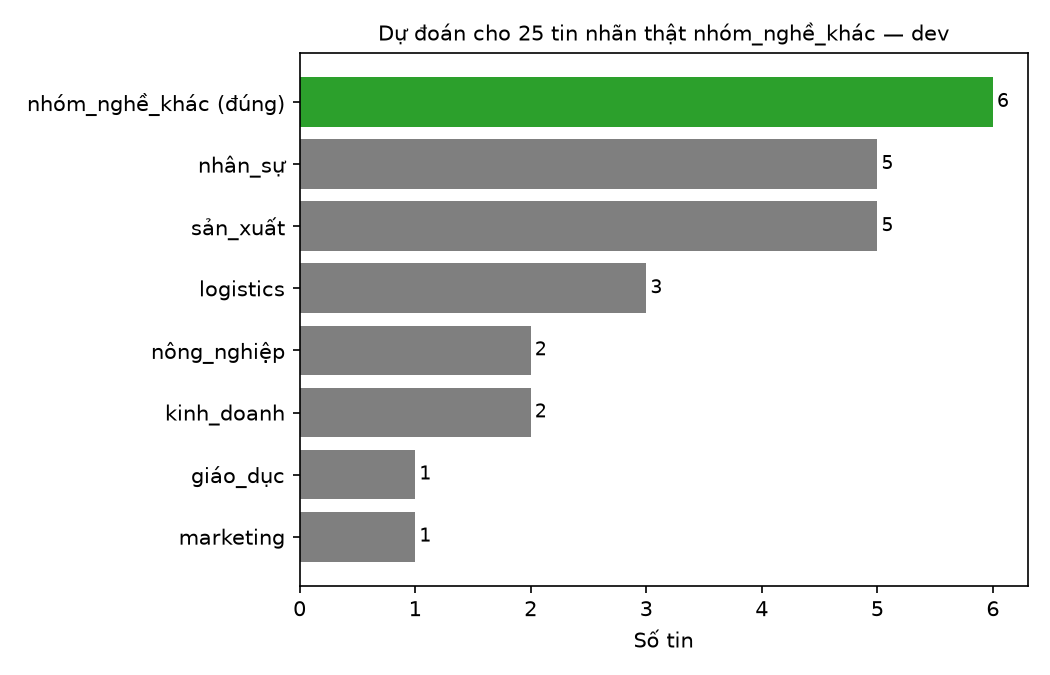 Dự đoán cho 25 tin nhãn thật nhóm_nghề_khác — dev
nhóm_nghề_khác (đúng)
6
nhân_sự
5
sản_xuất
5
logistics
3
nông_nghiệp
2
kinh_doanh
2
giáo_dục
1
marketing
1
0 1 2 3 4 5 6
Số tin